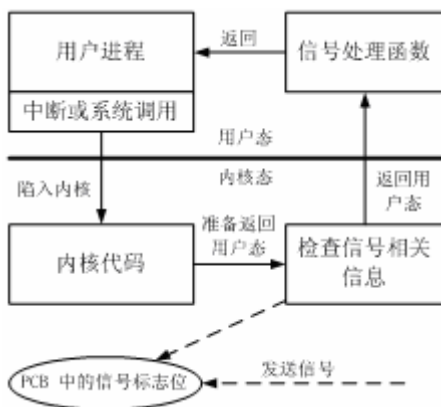 用户进程
返回
信号处理函数
中断或系统调用
用户态
内核态
陷入内核
返回用
户态
准备返回
用户态
内核代码
检查信号相关
信息
PCB 中的信号标志位
发送信号